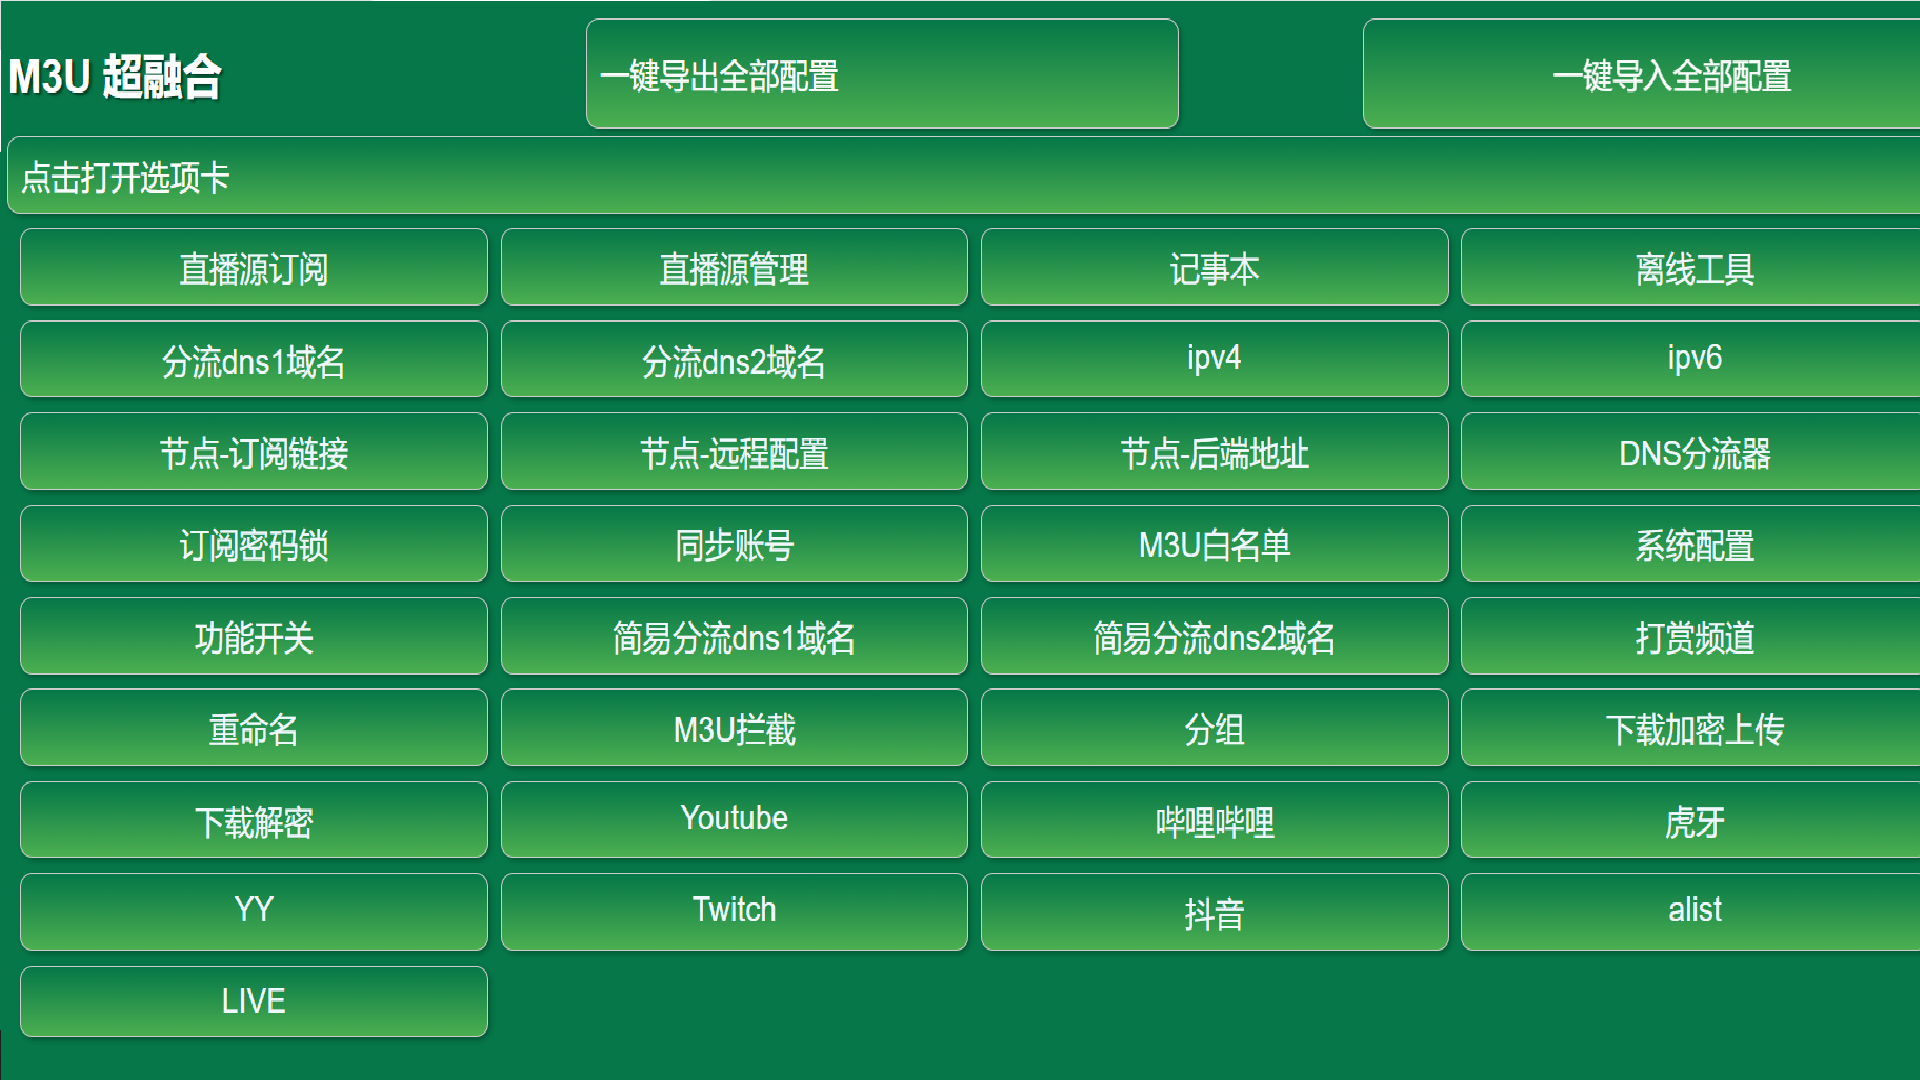 M3U 超融合
一键导出全部配置
一键导入全部配置
点击打开选项卡
直播源订阅
直播源管理
记事本
离线工具
分流dns1域名
分流dns2域名
ipv4
ipv6
节点-订阅链接
节点-远程配置
节点-后端地址
DNS分流器
订阅密码锁
同步账号
M3U白名单
系统配置
功能开关
简易分流dns1域名
简易分流dns2域名
打赏频道
重命名
M3U拦截
分组
下载加密上传
下载解密
Youtube
哔哩哔哩
虎牙
YY
Twitch
抖音
alist
LIVE